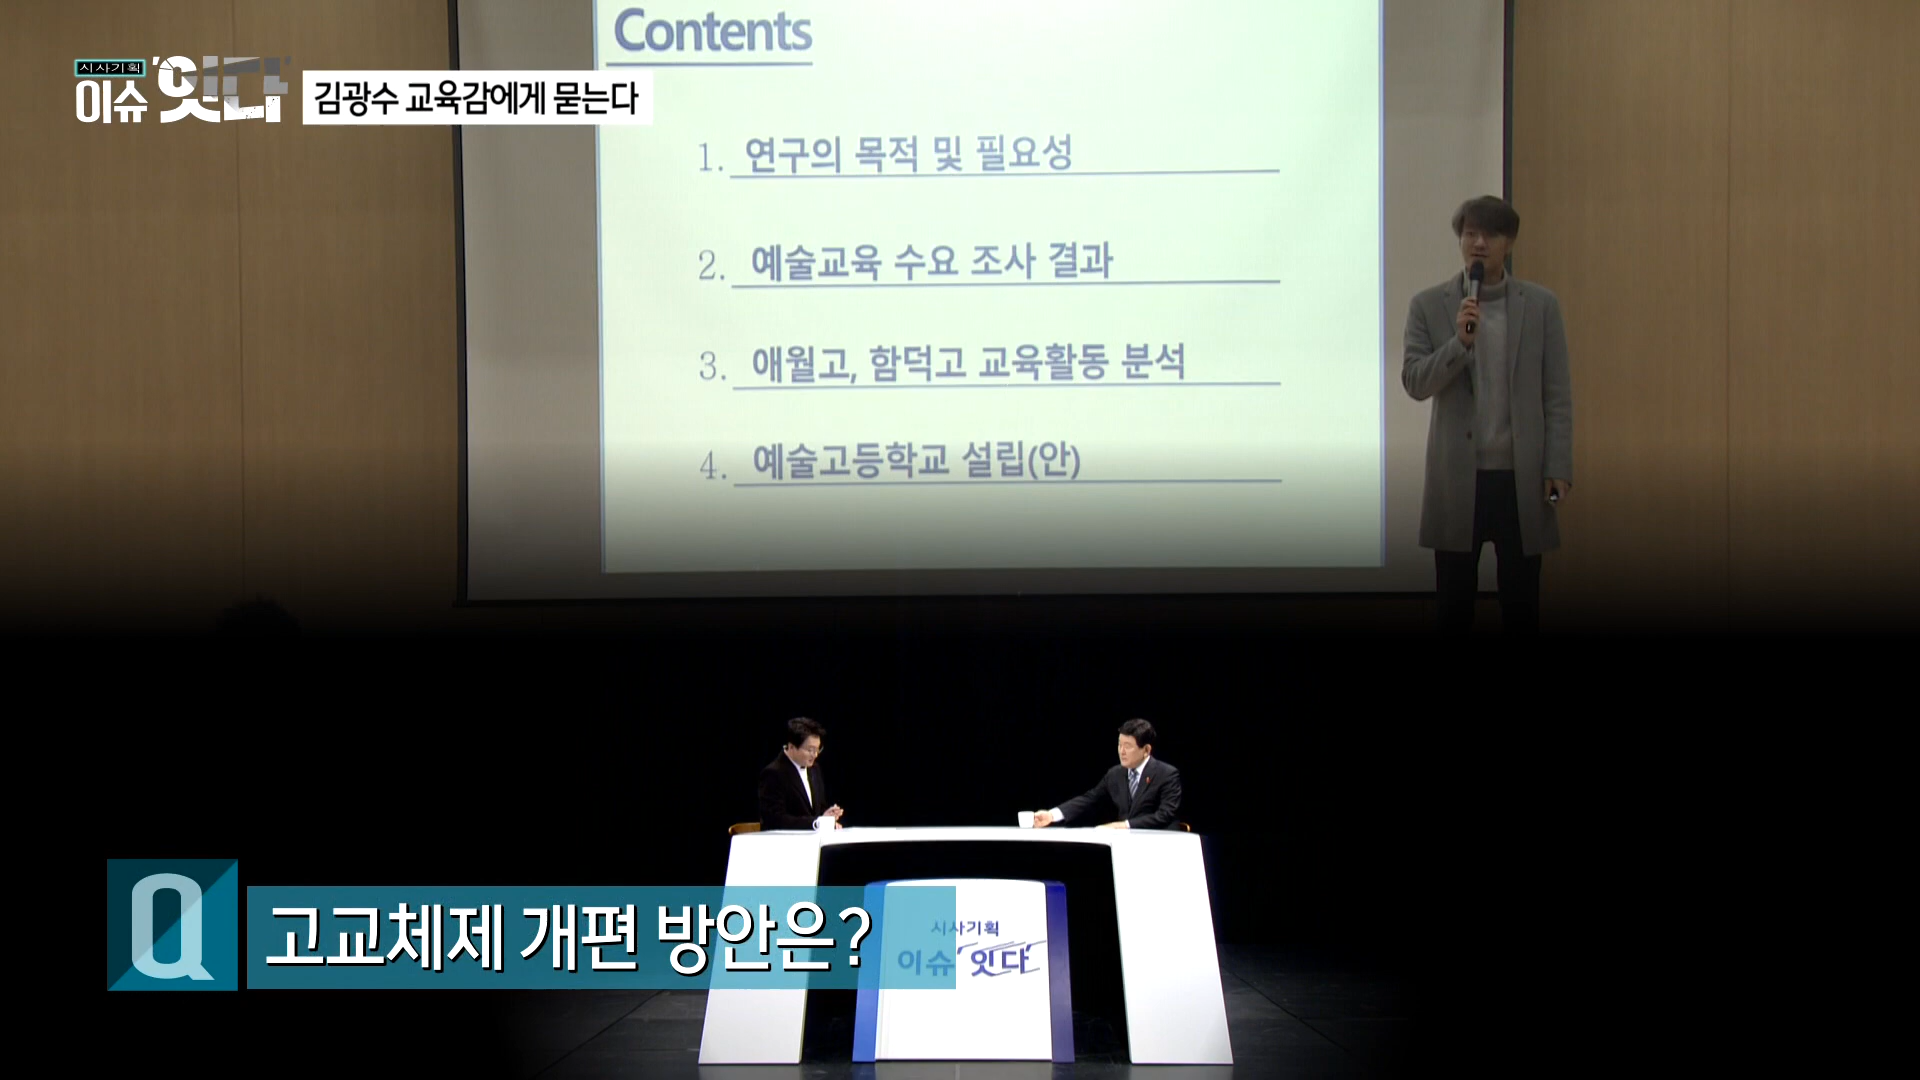 Contents
시사기획
이슈 '잇다'
김광수 교육감에게 묻는다
1. 연구의 목적 및 필요성
2. 예술교육 수요 조사 결과
3. 애월고, 함덕고 교육활동 분석
4. 예술고등학교 설립(안)
Q 고교체제 개편 방안은?
시사기획
이슈 '잇다'